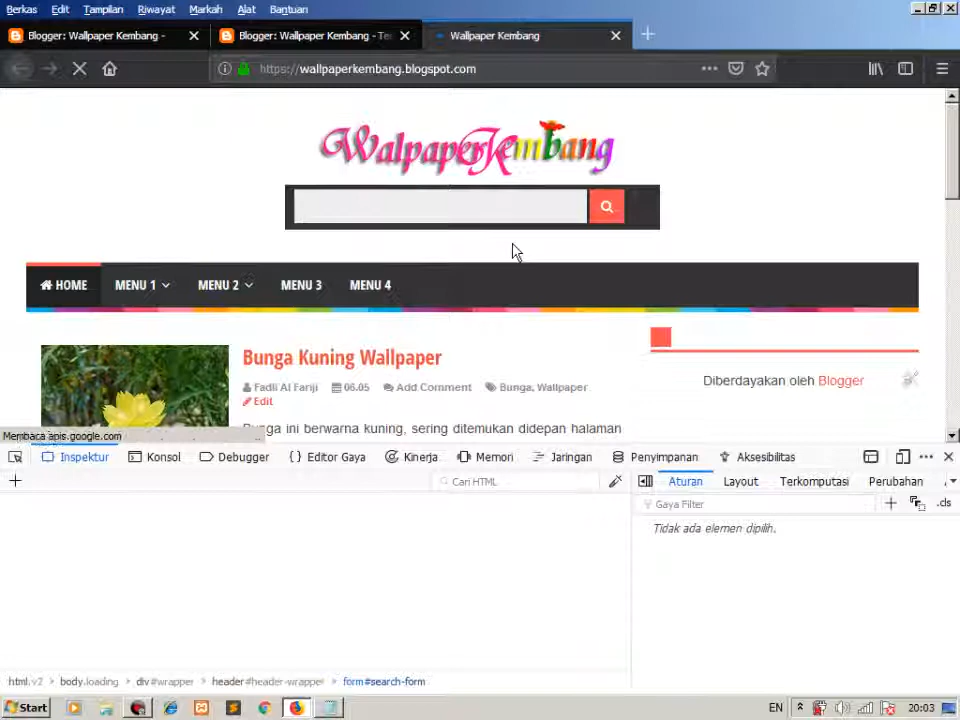 Berkas Edit Tampilan Riwayat Markah Alat Bantuan
Blogger: Wallpaper Kembang - Blogger: Wallpaper Kembang - Te Wallpaper Kembang
https://wallpaperkembang.blogspot.com
WalpaperKembang
HOME MENU 1 MENU 2 MENU 3 MENU 4
Bunga Kuning Wallpaper
Fadli Al Fariji 06.05 Add Comment Bunga, Wallpaper
Edit
Diberdayakan oleh Blogger
Bunga ini berwarna kuning, sering ditemukan didepan halaman
Membaca apis.google.com
Inspektur Konsol Debugger Editor Gaya Kinerja Memori Jaringan Penyimpanan Aksesibilitas
Cari HTML
Aturan Layout Terkomputasi Perubahan
Gaya Filter .cls
Tidak ada elemen dipilih.
html.v2 body.loading div#wrapper header#header-wrapper form#search-form
Start EN 20:03